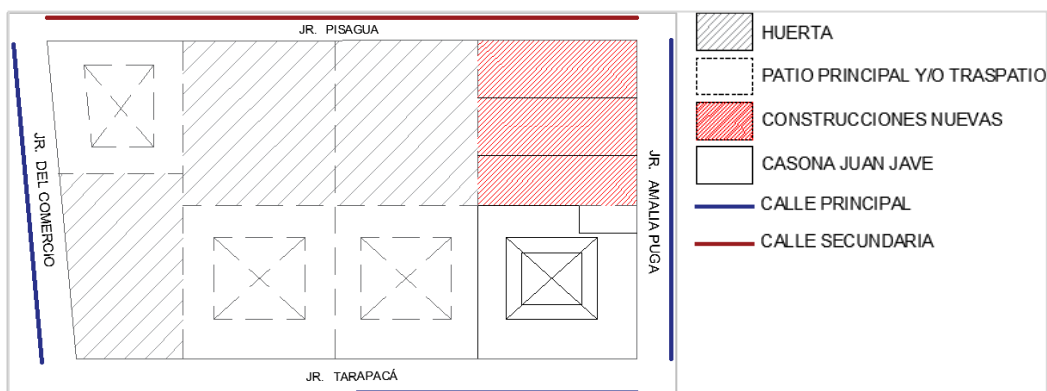 JR. PISAGUA
JR. DEL COMERCIO
JR. AMALIA PUGA
JR. TARAPACÁ
HUERTA
PATIO PRINCIPAL Y/O TRASPATIO
CONSTRUCCIONES NUEVAS
CASONA JUAN JAVE
CALLE PRINCIPAL
CALLE SECUNDARIA